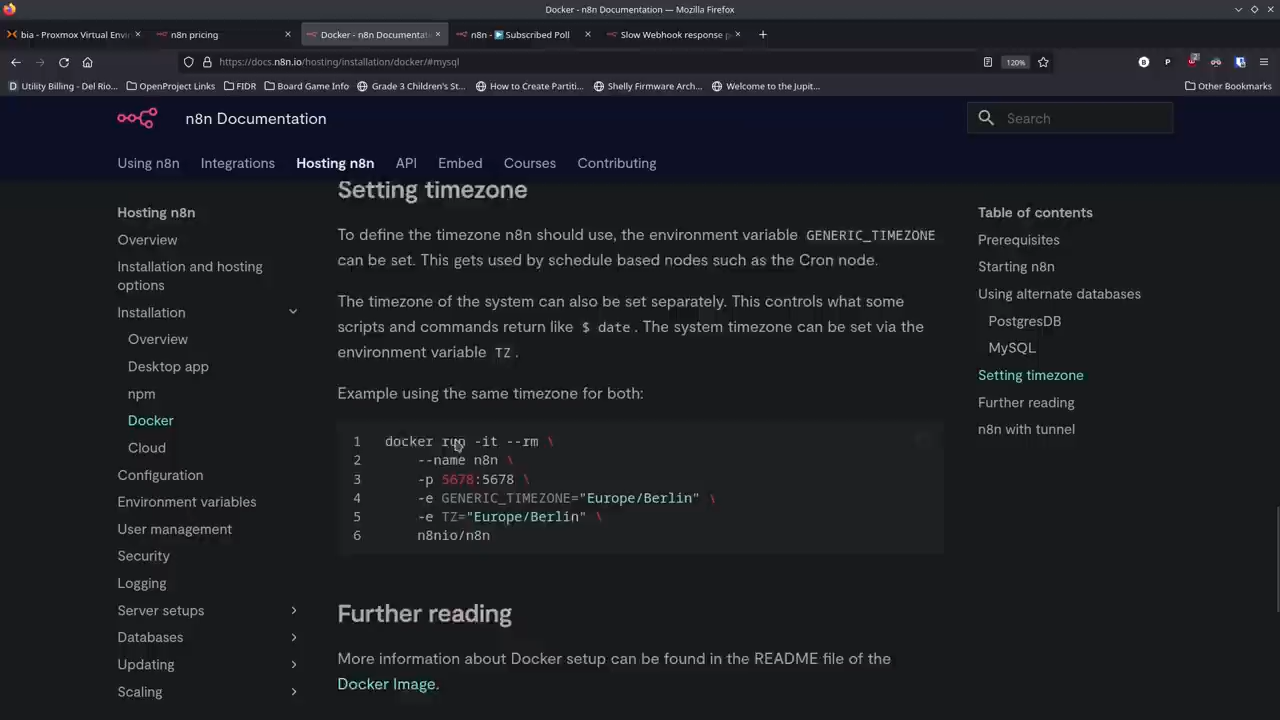 Docker - n8n Documentation — Mozilla Firefox
bia - Proxmox Virtual Envi
n8n pricing
Docker - n8n Documentat
n8n - ▶ Subscribed Poll
Slow Webhook response p
https://docs.n8n.io/hosting/installation/docker/#mysql
120%
Utility Billing - Del Rio...
OpenProject Links
FIDR
Board Game Info
Grade 3 Children's St...
How to Create Partiti...
Shelly Firmware Arch...
Welcome to the Jupit...
Other Bookmarks
n8n Documentation
Search
Using n8n
Integrations
Hosting n8n
API
Embed
Courses
Contributing
Hosting n8n
Overview
Installation and hosting
options
Installation
Overview
Desktop app
npm
Docker
Cloud
Configuration
Environment variables
User management
Security
Logging
Server setups
Databases
Updating
Scaling
Setting timezone
To define the timezone n8n should use, the environment variable GENERIC_TIMEZONE
can be set. This gets used by schedule based nodes such as the Cron node.
The timezone of the system can also be set separately. This controls what some
scripts and commands return like $ date. The system timezone can be set via the
environment variable TZ.
Example using the same timezone for both:
1 docker run -it --rm \
2 --name n8n \
3 -p 5678:5678 \
4 -e GENERIC_TIMEZONE="Europe/Berlin" \
5 -e TZ="Europe/Berlin" \
6 n8nio/n8n
Further reading
More information about Docker setup can be found in the README file of the
Docker Image.
Table of contents
Prerequisites
Starting n8n
Using alternate databases
PostgresDB
MySQL
Setting timezone
Further reading
n8n with tunnel